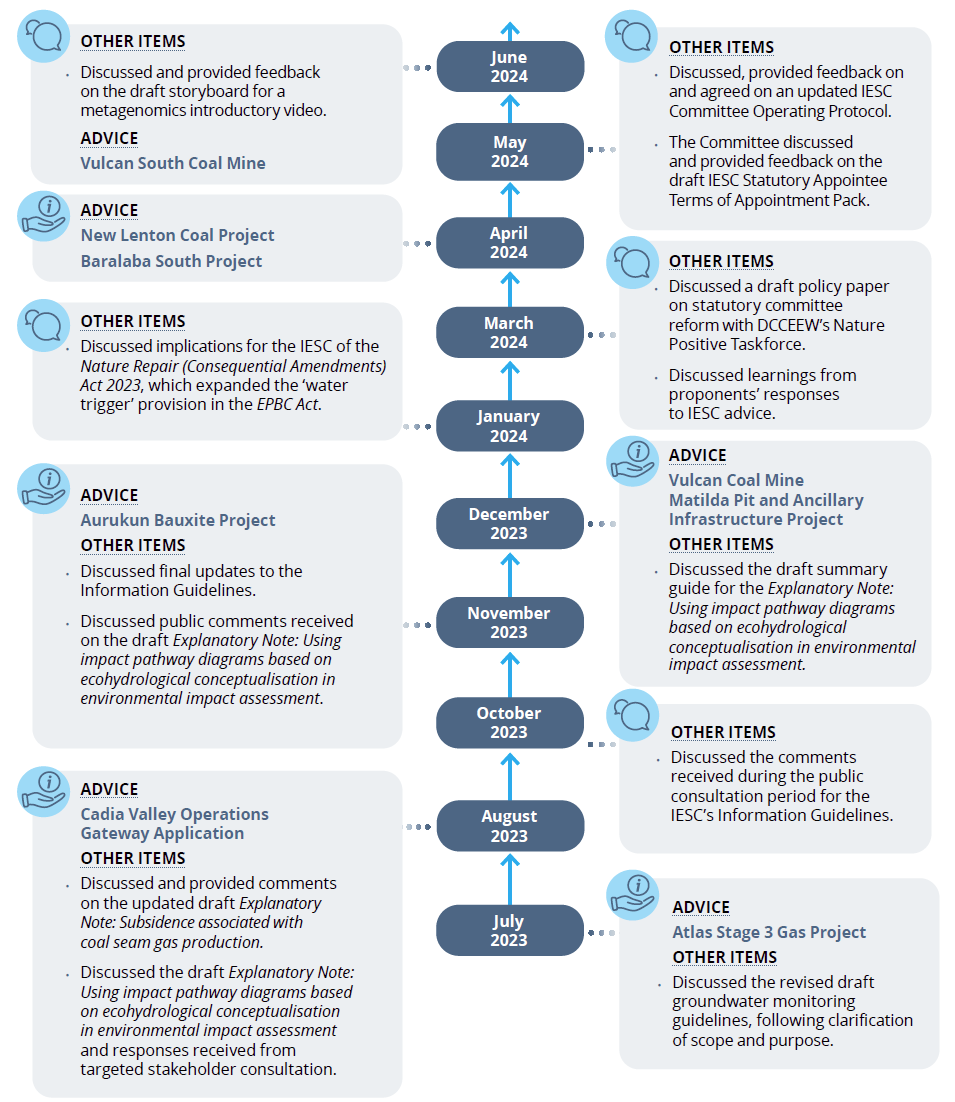 OTHER ITEMS
· Discussed and provided feedback
on the draft storyboard for a
metagenomics introductory video.
ADVICE
Vulcan South Coal Mine
June
2024
OTHER ITEMS
· Discussed, provided feedback on
and agreed on an updated IESC
Committee Operating Protocol.
· The Committee discussed
and provided feedback on the
draft IESC Statutory Appointee
Terms of Appointment Pack.
May
2024
ADVICE
New Lenton Coal Project
Baralaba South Project
April
2024
OTHER ITEMS
· Discussed a draft policy paper
on statutory committee
reform with DCCEEW’s Nature
Positive Taskforce.
· Discussed learnings from
proponents’ responses
to IESC advice.
March
2024
OTHER ITEMS
· Discussed implications for the IESC of the
Nature Repair (Consequential Amendments)
Act 2023, which expanded the ‘water
trigger’ provision in the EPBC Act.
January
2024
ADVICE
Vulcan Coal Mine
Matilda Pit and Ancillary
Infrastructure Project
OTHER ITEMS
· Discussed the draft summary
guide for the Explanatory Note:
Using impact pathway diagrams
based on ecohydrological
conceptualisation in environmental
impact assessment.
December
2023
ADVICE
Aurukun Bauxite Project
OTHER ITEMS
· Discussed final updates to the
Information Guidelines.
· Discussed public comments received
on the draft Explanatory Note: Using
impact pathway diagrams based on
ecohydrological conceptualisation in
environmental impact assessment.
November
2023
October
2023
OTHER ITEMS
· Discussed the comments
received during the public
consultation period for the
IESC’s Information Guidelines.
ADVICE
Cadia Valley Operations
Gateway Application
OTHER ITEMS
· Discussed and provided comments
on the updated draft Explanatory
Note: Subsidence associated with
coal seam gas production.
· Discussed the draft Explanatory Note:
Using impact pathway diagrams based
on ecohydrological conceptualisation
in environmental impact assessment
and responses received from
targeted stakeholder consultation.
August
2023
July
2023
ADVICE
Atlas Stage 3 Gas Project
OTHER ITEMS
· Discussed the revised draft
groundwater monitoring
guidelines, following clarification
of scope and purpose.